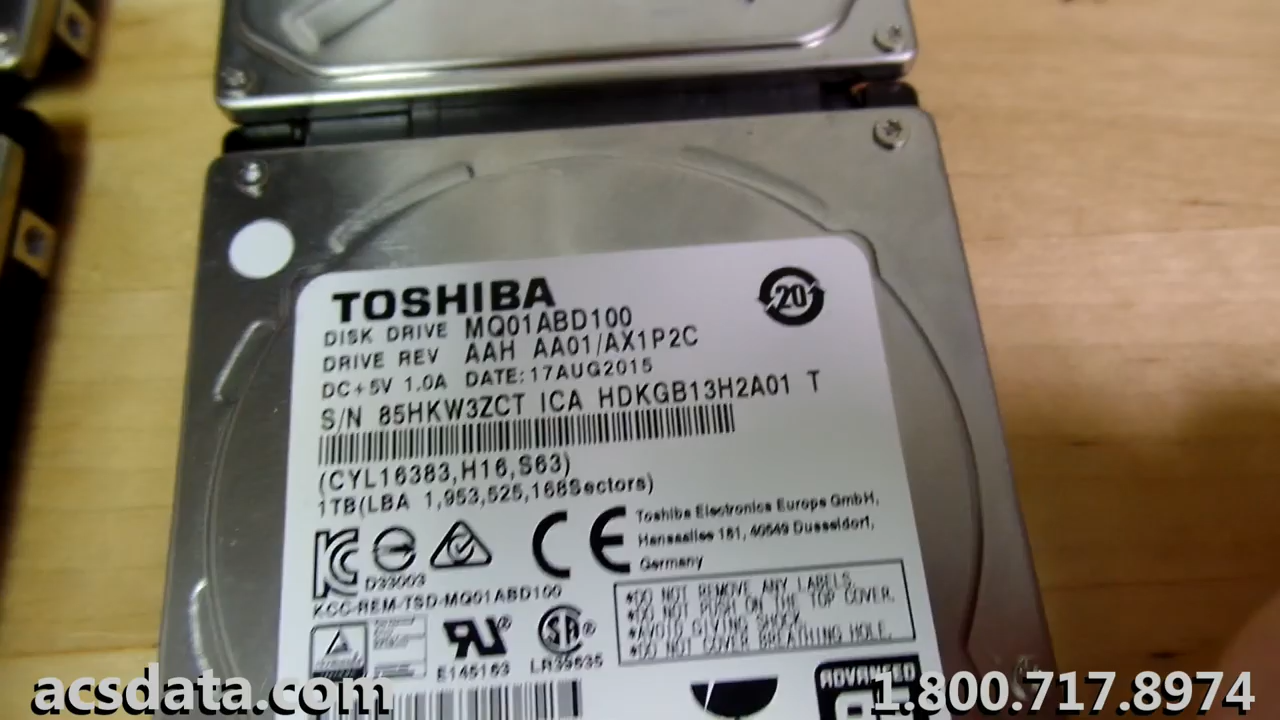 TOSHIBA
20
DISK DRIVE MQ01ABD100
DRIVE REV AAH AA01/AX1P2C
DC+5V 1.0A DATE:17AUG2015
S/N 85HKW3ZCT ICA HDKGB13H2A01 T
(CYL16383,H16,S63)
1TB(LBA 1,953,525,168Sectors)
Toshiba Electronics Europe GmbH,
Hansaallee 181, 40549 Dusseldorf,
Germany
CE
D33003
KCC-REM-TSD-MQ01ABD100
*DO NOT REMOVE ANY LABELS.
*DO NOT PUSH ON THE TOP COVER.
*AVOID GIVING SHOCK.
*DO NOT COVER BREATHING HOLE.
E145163
LR39635
ADVANCED
acsdata.com
1.800.717.8974